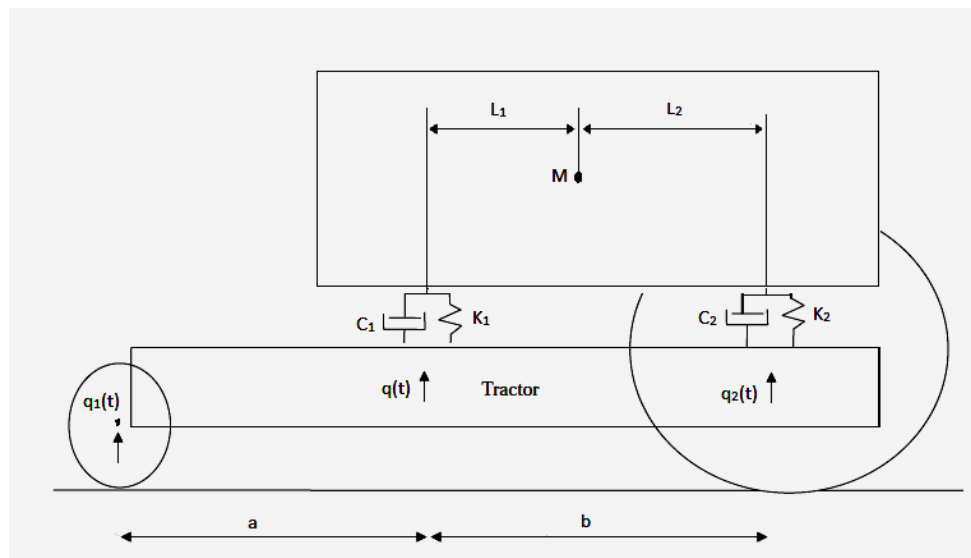 L₁ L₂
M
C₁ K₁ C₂ K₂
q₁(t) q(t) Tractor q₂(t)
a b